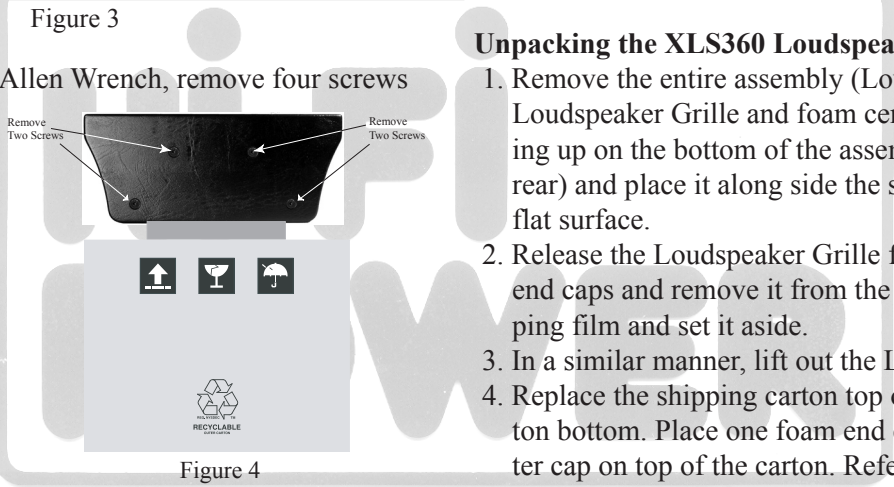 Figure 3
Allen Wrench, remove four screws
Remove
Two Screws
Remove
Two Screws
RECYCLABLE
OUTER CARTON
Figure 4
Unpacking the XLS360 Loudspea
1. Remove the entire assembly (Lo
Loudspeaker Grille and foam cen
ing up on the bottom of the assem
rear) and place it along side the s
flat surface.
2. Release the Loudspeaker Grille f
end caps and remove it from the
ping film and set it aside.
3. In a similar manner, lift out the L
4. Replace the shipping carton top o
ton bottom. Place one foam end c
ter cap on top of the carton. Refe